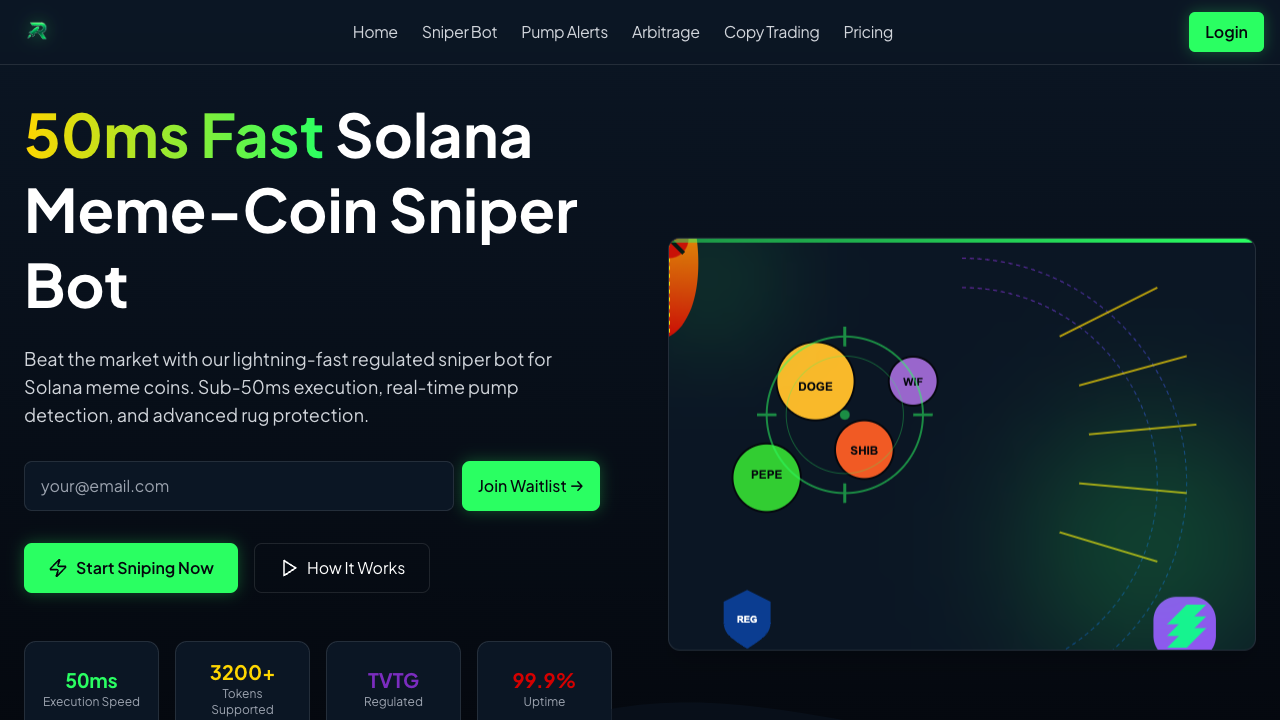 Home Sniper Bot Pump Alerts Arbitrage Copy Trading Pricing Login
50ms Fast Solana
Meme-Coin Sniper
Bot
Beat the market with our lightning-fast regulated sniper bot for
Solana meme coins. Sub-50ms execution, real-time pump
detection, and advanced rug protection.
your@email.com Join Waitlist →
Start Sniping Now How It Works
50ms
Execution Speed
3200+
Tokens
Supported
TVTG
Regulated
99.9%
Uptime
DOGE
WIF
SHIB
PEPE
REG